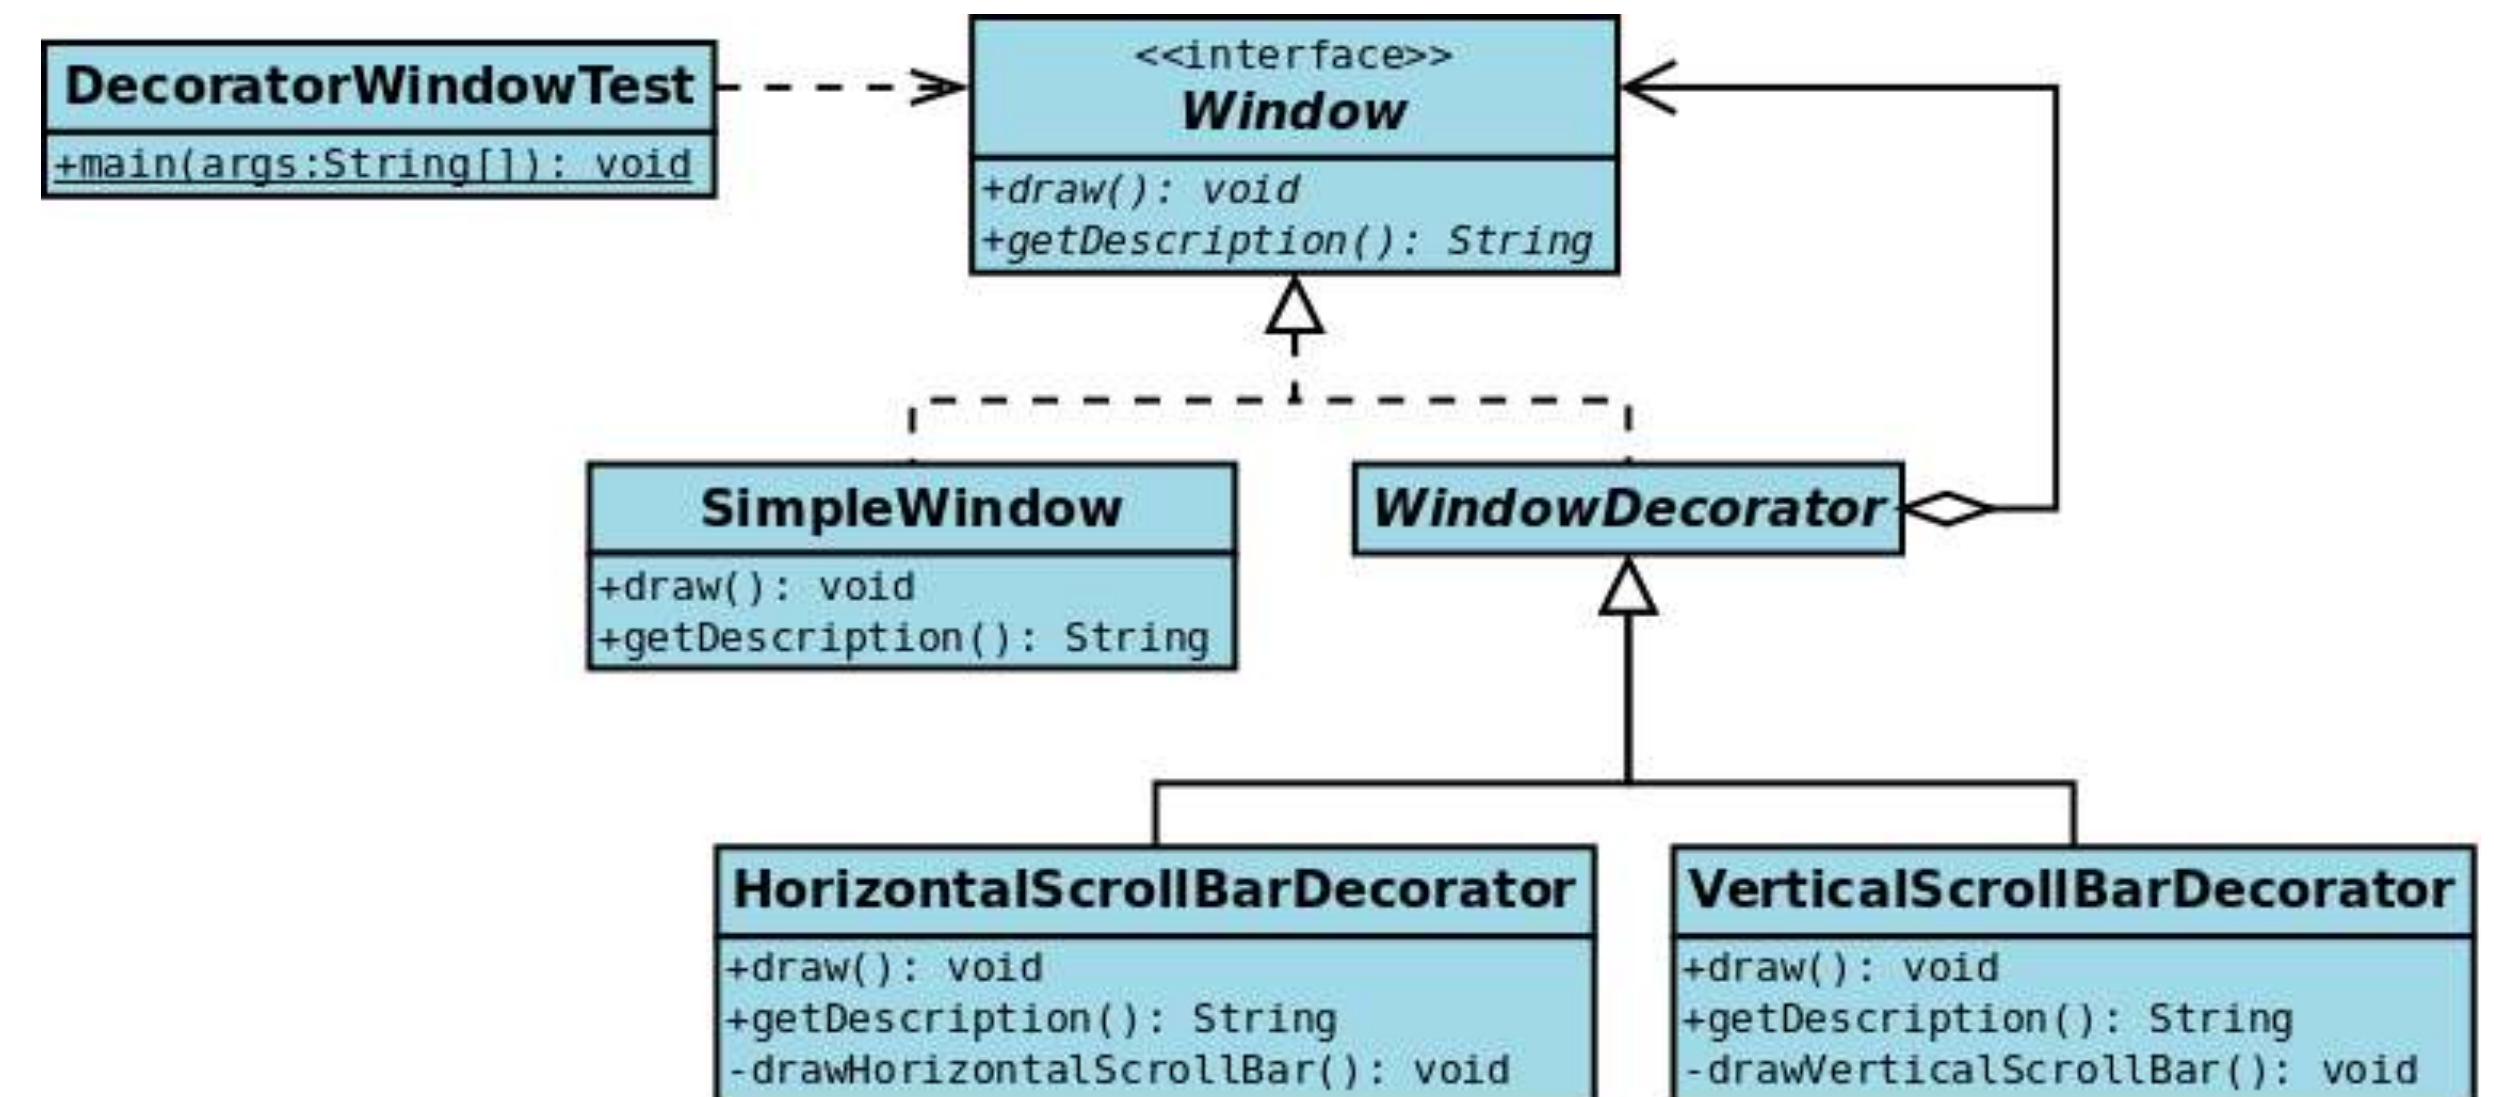 DecoratorWindowTest
+main(args:String[]): void
<<interface>>
Window
+draw(): void
+getDescription(): String
SimpleWindow
+draw(): void
+getDescription(): String
WindowDecorator
HorizontalScrollBarDecorator
+draw(): void
+getDescription(): String
-drawHorizontalScrollBar(): void
VerticalScrollBarDecorator
+draw(): void
+getDescription(): String
-drawVerticalScrollBar(): void